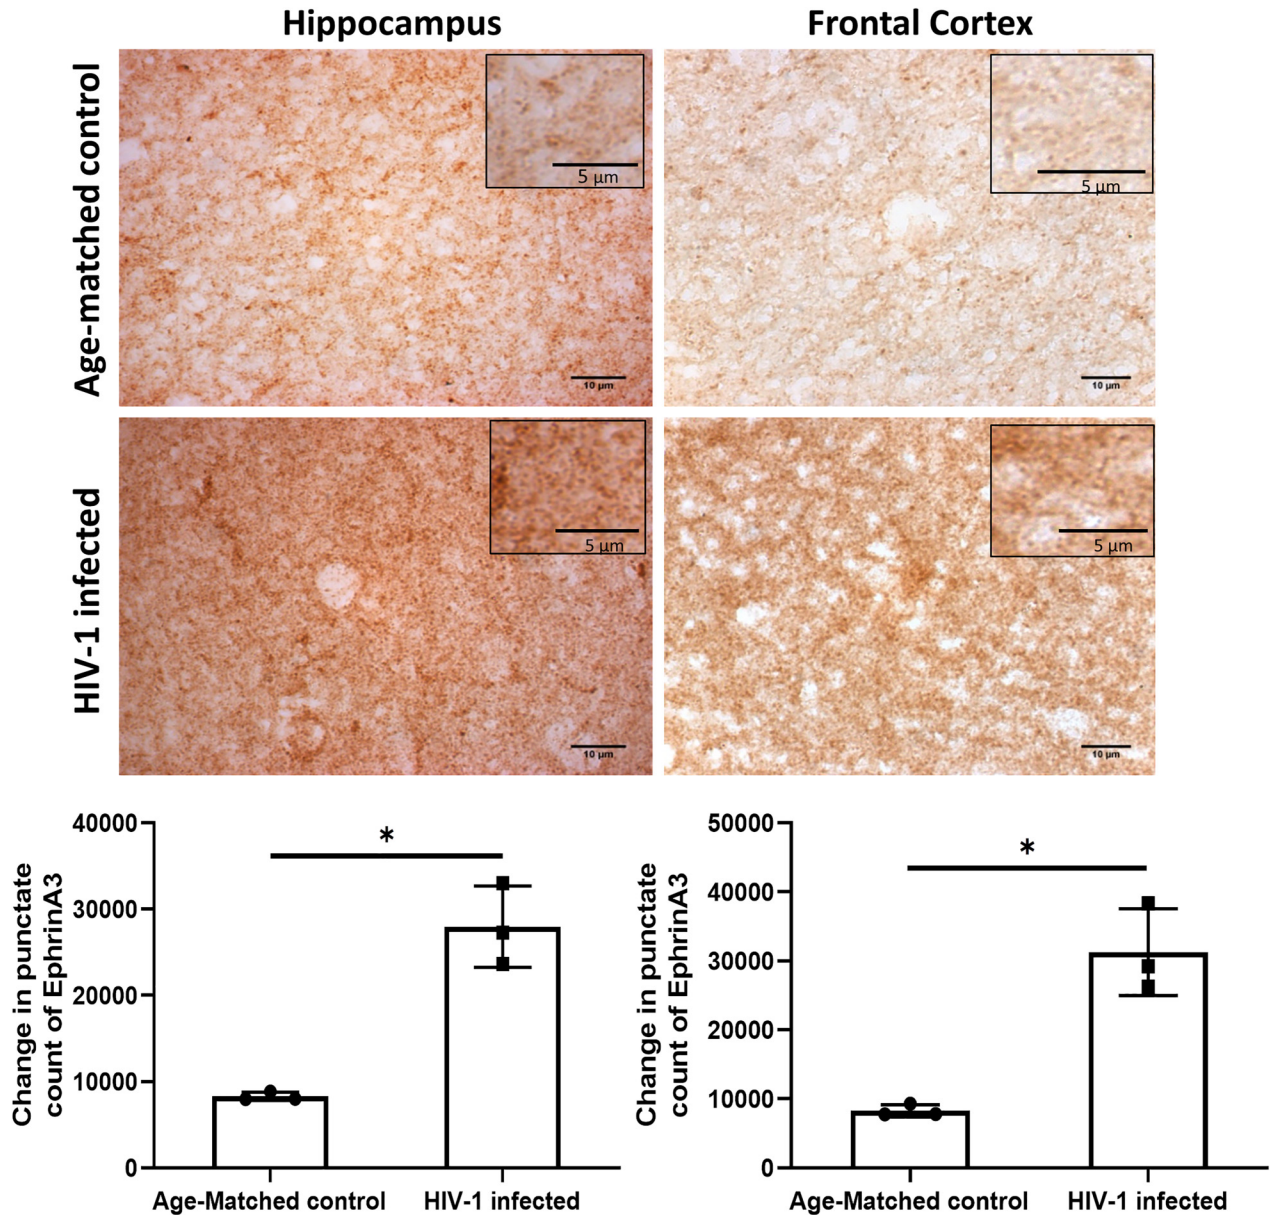 Hippocampus
Frontal Cortex
Age-matched control
5 µm
10 µm
5 µm
10 µm
HIV-1 infected
5 µm
10 µm
5 µm
10 µm
Change in punctate
count of EphrinA3
40000
30000
20000
10000
0
*
Age-Matched control
HIV-1 infected
Change in punctate
count of EphrinA3
50000
40000
30000
20000
10000
0
*
Age-Matched control
HIV-1 infected